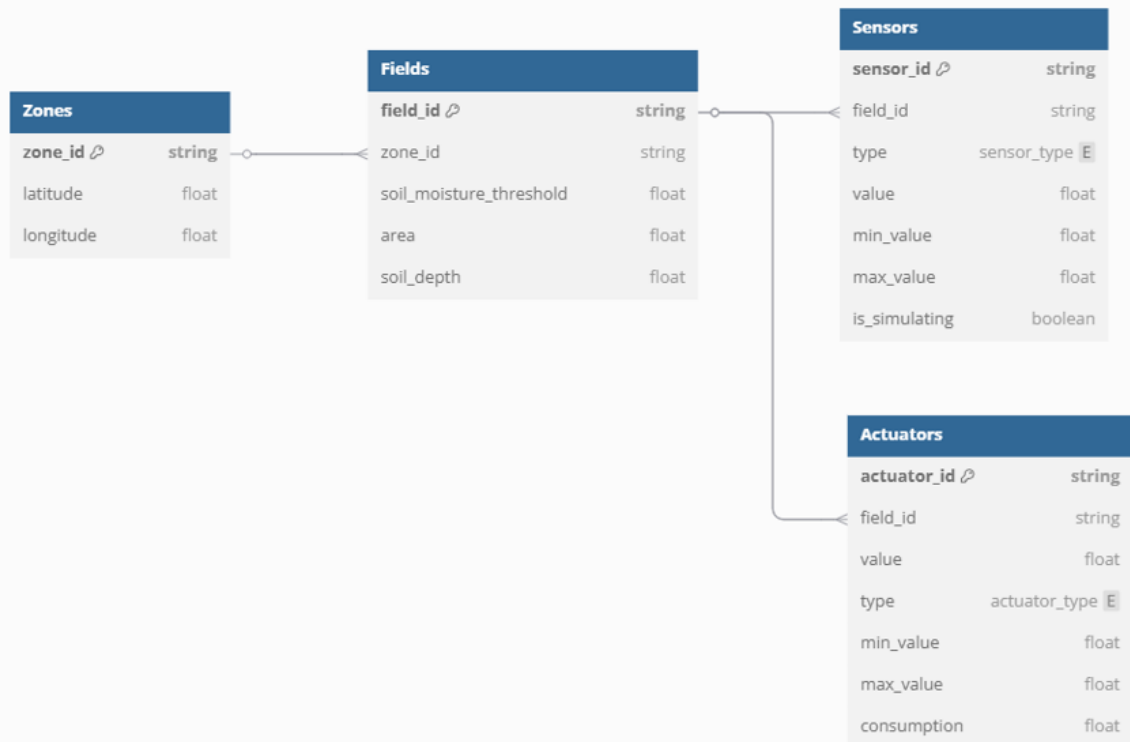 Zones
zone_id string
latitude float
longitude float
Fields
field_id string
zone_id string
soil_moisture_threshold float
area float
soil_depth float
Sensors
sensor_id string
field_id string
type sensor_type E
value float
min_value float
max_value float
is_simulating boolean
Actuators
actuator_id string
field_id string
value float
type actuator_type E
min_value float
max_value float
consumption float